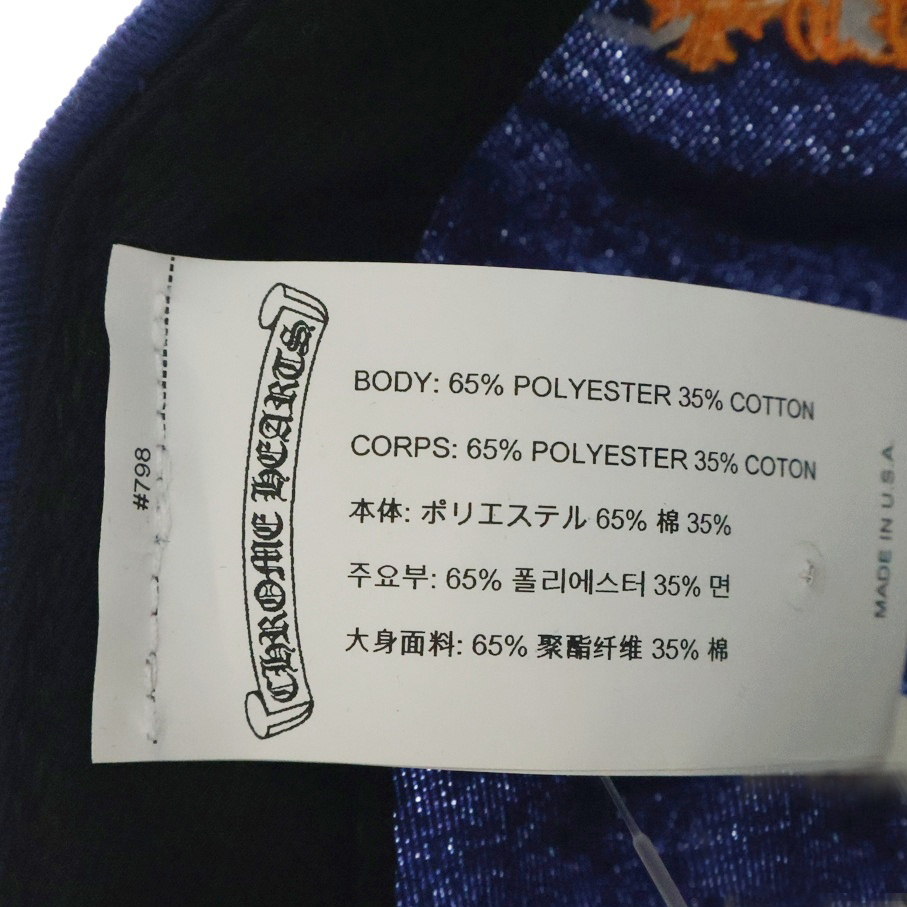 #798
CHROME HEARTS
BODY: 65% POLYESTER 35% COTTON
CORPS: 65% POLYESTER 35% COTON
本体: ポリエステル 65% 棉 35%
주요부: 65% 폴리에스터 35% 면
大身面料: 65% 聚酯纤维 35% 棉
MADE IN U.S.A